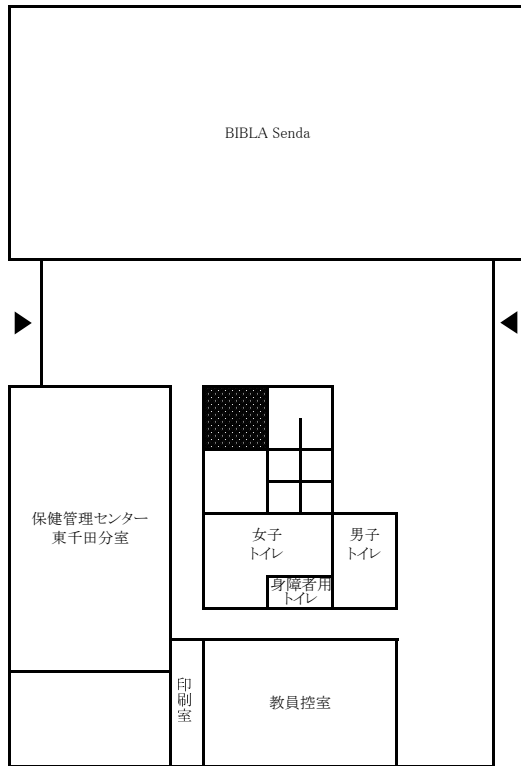 BIBLA Senda
保健管理センター
東千田分室
女子
トイレ
男子
トイレ
身障者用
トイレ
印刷室
教員控室